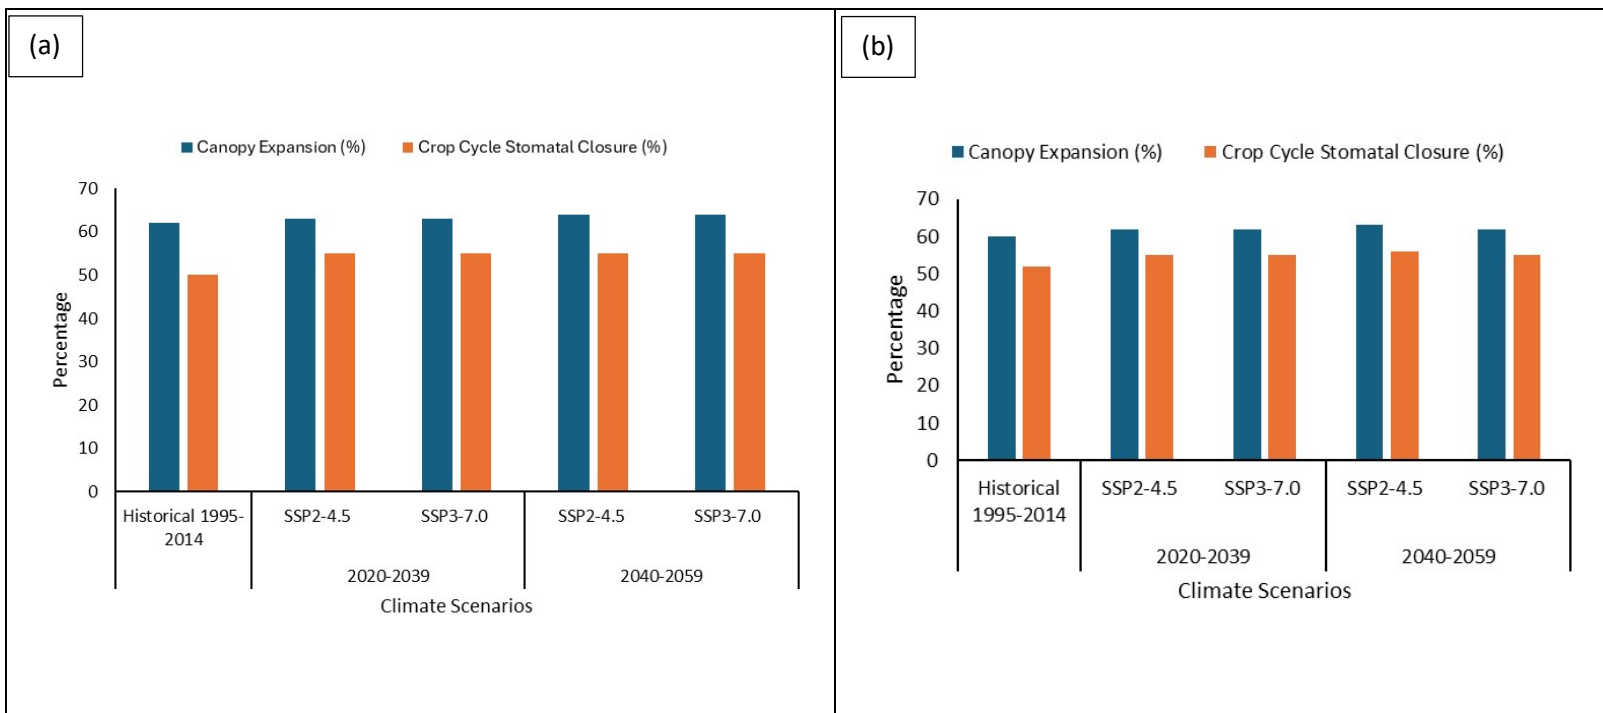 (a)
Canopy Expansion (%) Crop Cycle Stomatal Closure (%)
70
60
50
40
30
20
10
0
Percentage
Historical 1995-
2014
SSP2-4.5 SSP3-7.0 SSP2-4.5 SSP3-7.0
2020-2039 2040-2059
Climate Scenarios
(b)
Canopy Expansion (%) Crop Cycle Stomatal Closure (%)
70
60
50
40
30
20
10
0
Percentage
Historical
1995-2014
SSP2-4.5 SSP3-7.0 SSP2-4.5 SSP3-7.0
2020-2039 2040-2059
Climate Scenarios